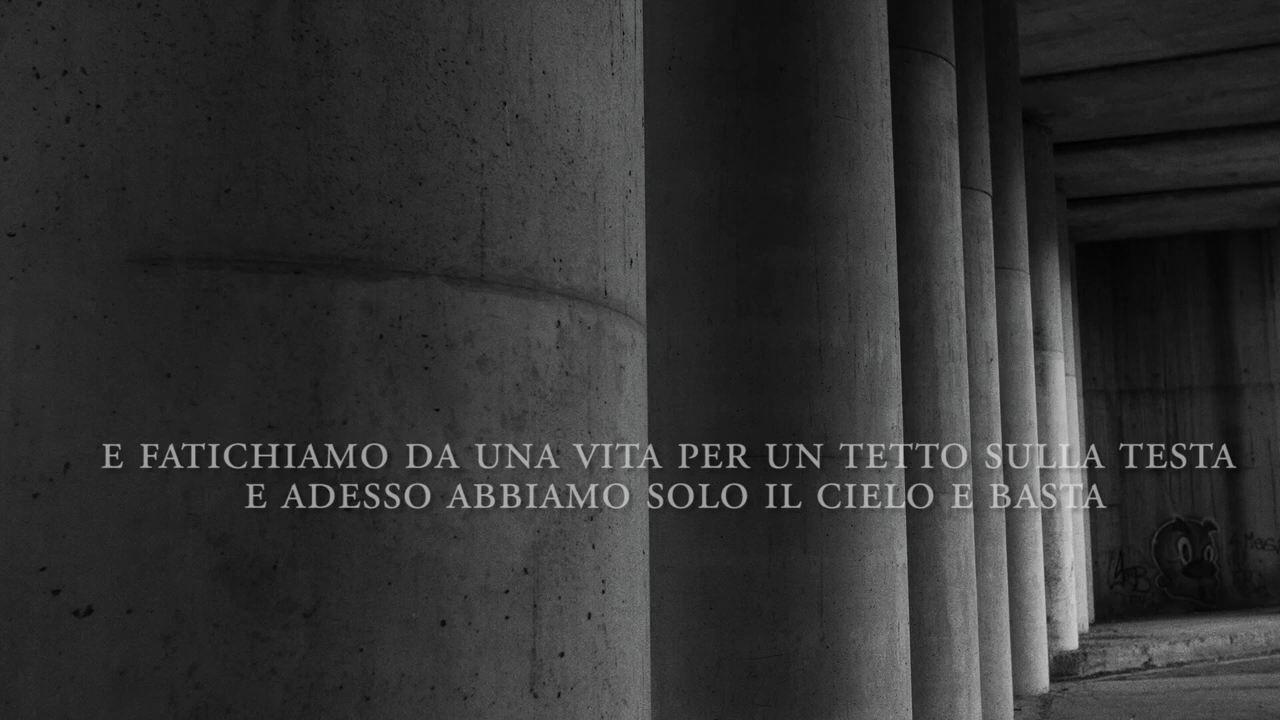 E FATICHIAMO DA UNA VITA PER UN TETTO SULLA TESTA
E ADESSO ABBIAMO SOLO IL CIELO E BASTA